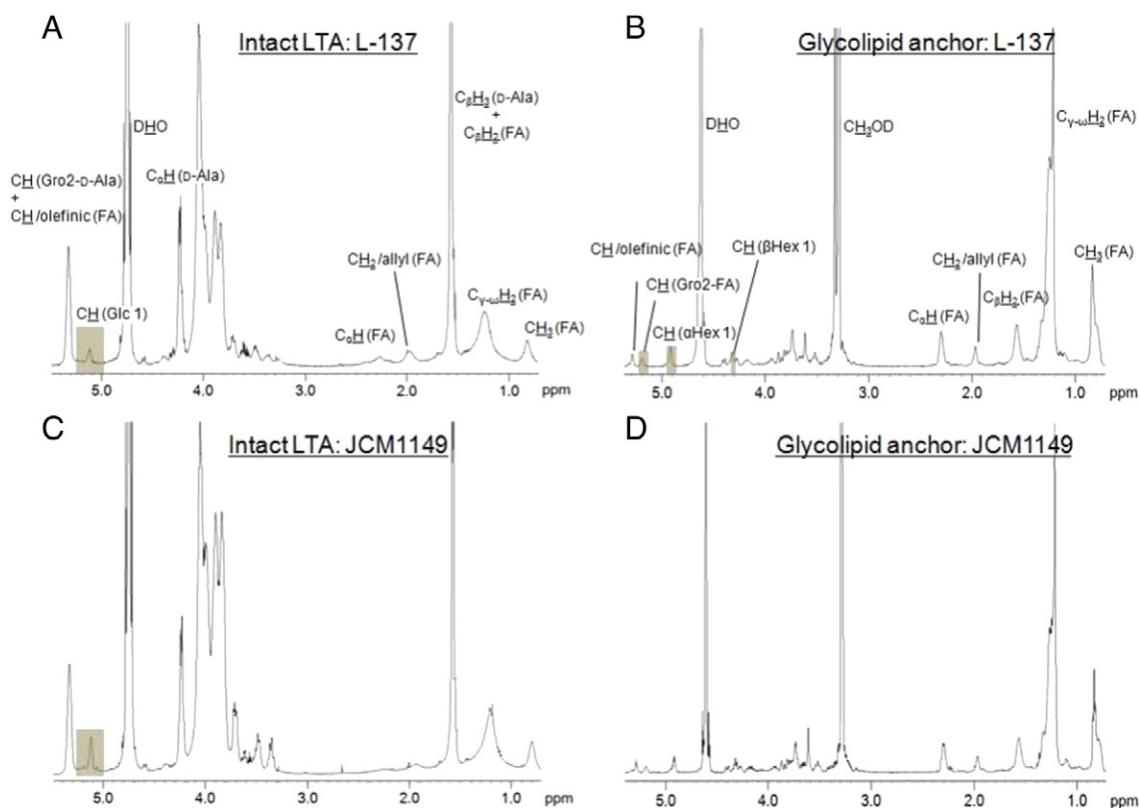 A
Intact LTA: L-137
DHO
CβH3 (D-Ala)
+
CβH2 (FA)
CH (Gro2-D-Ala)
+
CH/olefinic (FA)
CαH (D-Ala)
CH2/allyl (FA)
CH (Glc 1)
CαH (FA)
Cγ-ωH2 (FA)
CH3 (FA)
5.0 4.0 3.0 2.0 1.0 ppm
B
Glycolipid anchor: L-137
DHO
CH3OD
Cγ-ωH2 (FA)
CH/olefinic (FA)
CH (βHex 1)
CH (Gro2-FA)
CH2/allyl (FA)
CH3 (FA)
CβH2 (FA)
CH (αHex 1)
CαH (FA)
5.0 4.0 3.0 2.0 1.0 ppm
C
Intact LTA: JCM1149
5.0 4.0 3.0 2.0 1.0 ppm
D
Glycolipid anchor: JCM1149
5.0 4.0 3.0 2.0 1.0 ppm